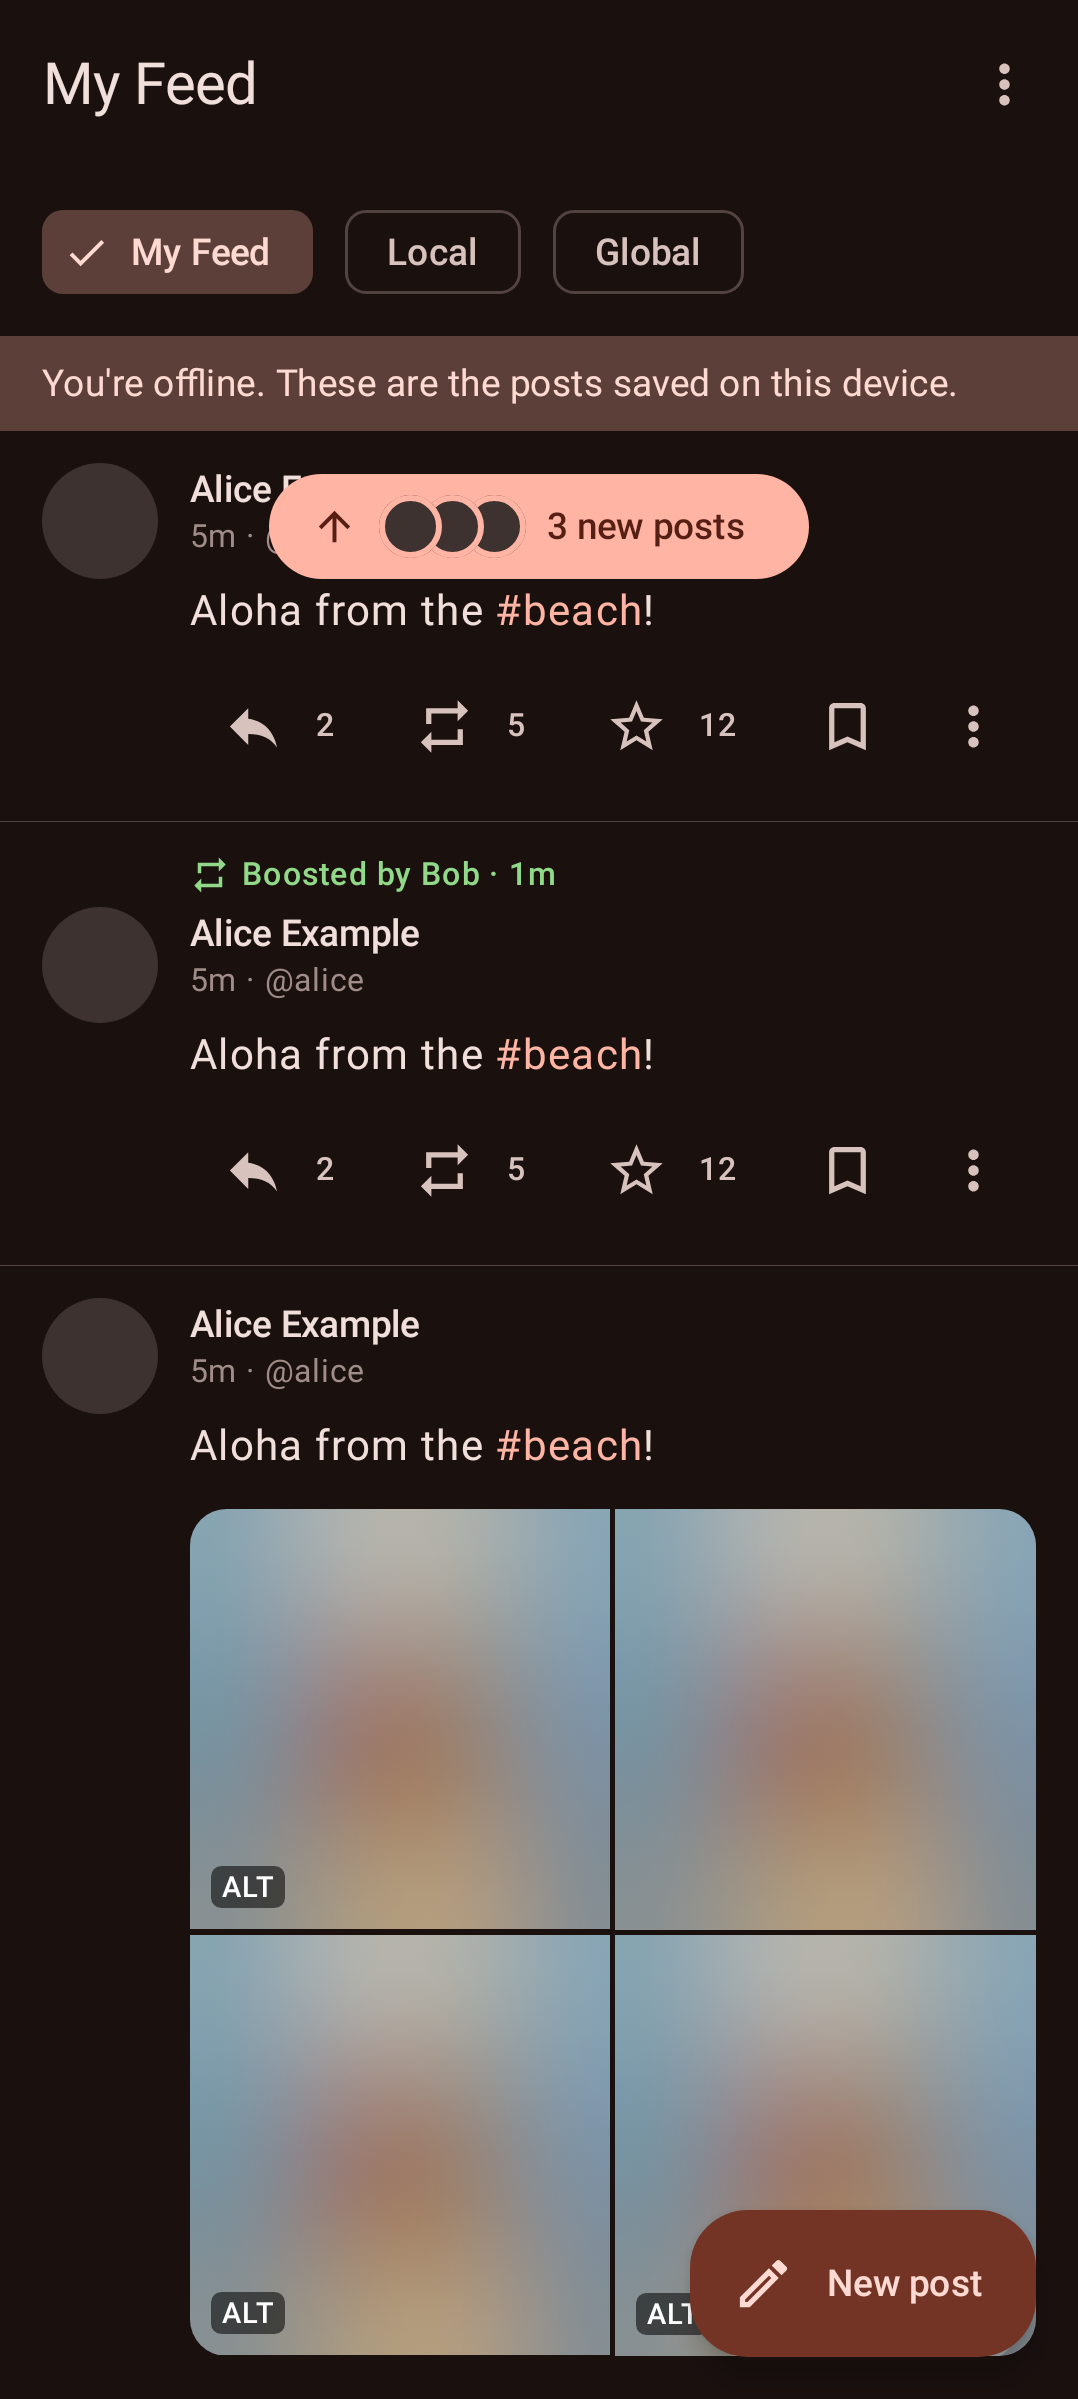 My Feed
My Feed
Local
Global
You're offline. These are the posts saved on this device.
Alice
5m ·
3 new posts
Aloha from the #beach!
2
5
12
Boosted by Bob · 1m
Alice Example
5m · @alice
Aloha from the #beach!
2
5
12
Alice Example
5m · @alice
Aloha from the #beach!
ALT
ALT
ALT
New post